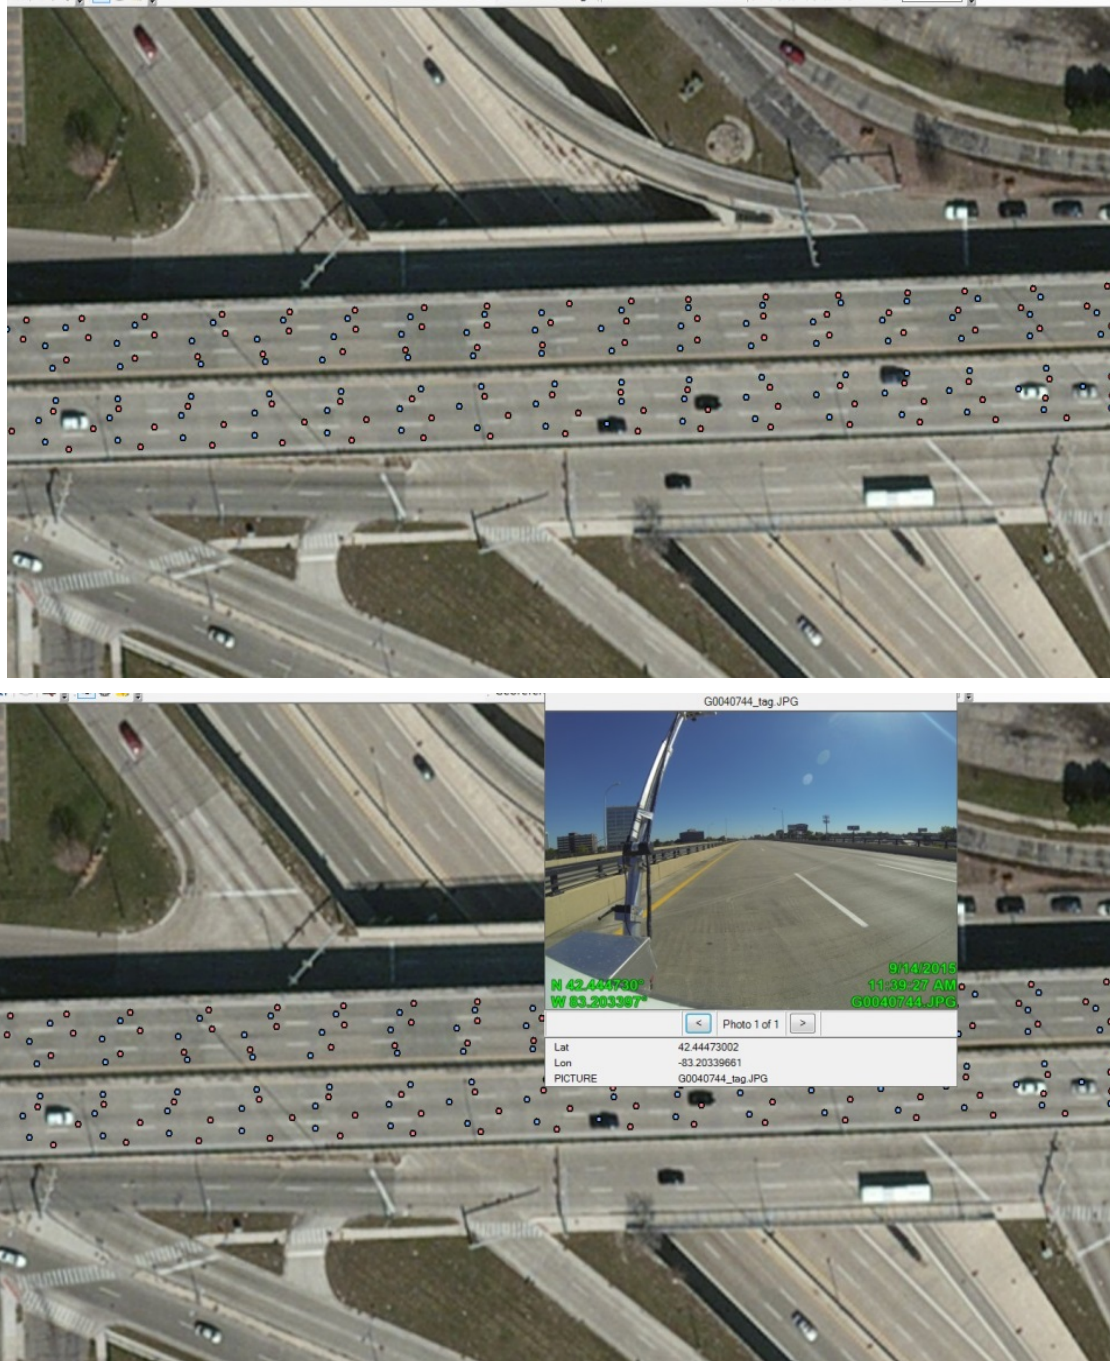 G0040744_tag.JPG
9/14/2015
N 42.444730° 11:39:27 AM
W 83.203397° G0040744.JPG
< Photo 1 of 1 >
Lat 42.44473002
Lon -83.20339661
PICTURE G0040744_tag.JPG